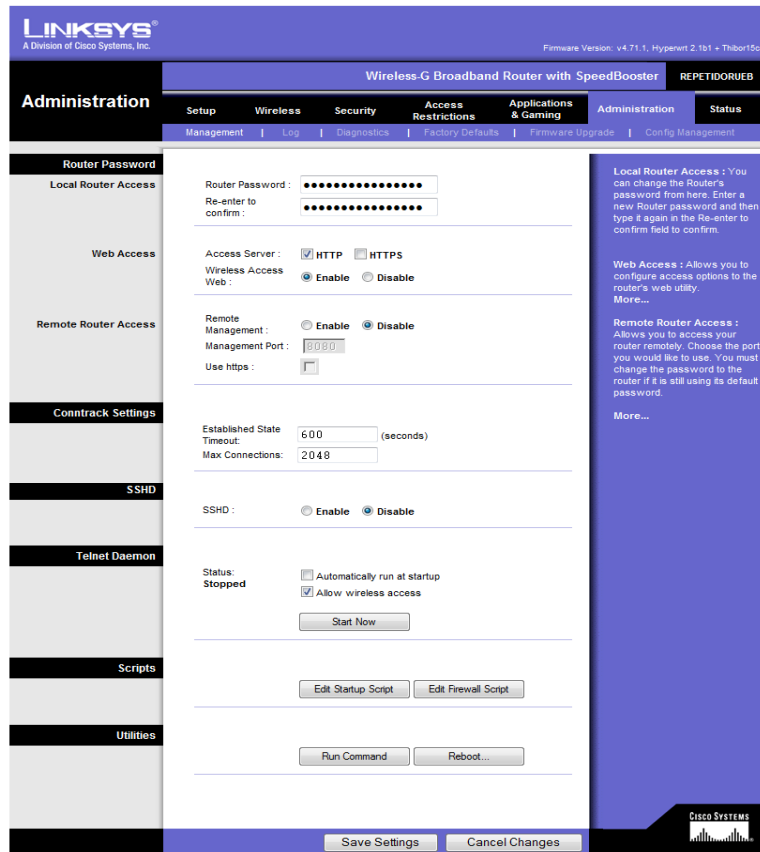 LINKSYS®
A Division of Cisco Systems, Inc.
Firmware Version: v4.71.1, Hyperwrt 2.1b1 + Thibor15c
Wireless-G Broadband Router with SpeedBooster
REPETIDORUEB
Administration
Setup
Wireless
Security
Access Restrictions
Applications & Gaming
Administration
Status
Management | Log | Diagnostics | Factory Defaults | Firmware Upgrade | Config Management
Router Password
Local Router Access
Router Password :
Re-enter to
confirm :
Web Access
Access Server :
HTTP
HTTPS
Wireless Access
Web :
Enable
Disable
Remote Router Access
Remote
Management :
Enable
Disable
Management Port :
8080
Use https :
Conntrack Settings
Established State
Timeout:
600
(seconds)
Max Connections:
2048
SSHD
SSHD :
Enable
Disable
Telnet Daemon
Status:
Stopped
Automatically run at startup
Allow wireless access
Start Now
Scripts
Edit Startup Script
Edit Firewall Script
Utilities
Run Command
Reboot...
Local Router Access : You
can change the Router's
password from here. Enter a
new Router password and then
type it again in the Re-enter to
confirm field to confirm.
Web Access : Allows you to
configure access options to the
router's web utility.
More...
Remote Router Access :
Allows you to access your
router remotely. Choose the port
you would like to use. You must
change the password to the
router if it is still using its default
password.
More...
Save Settings
Cancel Changes
CISCO SYSTEMS